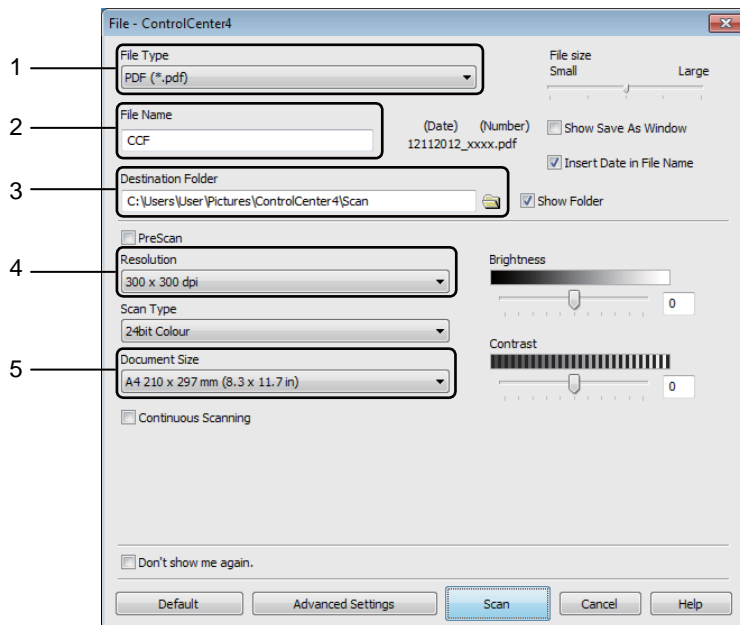 File - ControlCenter4
1
File Type
PDF (*.pdf)
File size
Small Large
2
File Name
CCF
(Date) (Number)
12112012_xxxx.pdf
Show Save As Window
Insert Date in File Name
3
Destination Folder
C:\Users\User\Pictures\ControlCenter4\Scan
Show Folder
PreScan
4
Resolution
300 x 300 dpi
Brightness
0
Scan Type
24bit Colour
Contrast
0
5
Document Size
A4 210 x 297 mm (8.3 x 11.7 in)
Continuous Scanning
Don't show me again.
Default Advanced Settings Scan Cancel Help